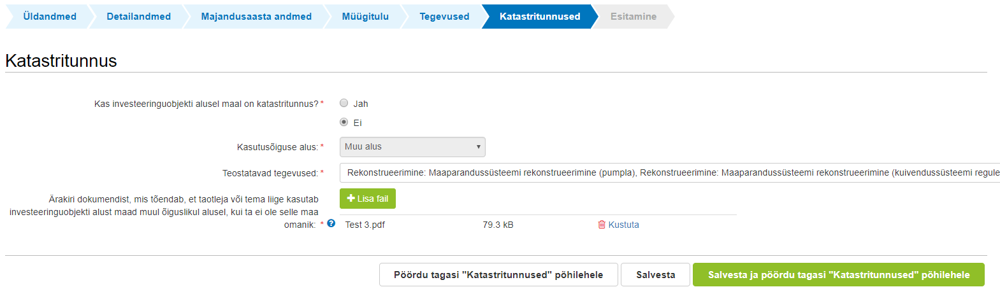 Üldandmed
Detailandmed
Majandusaasta andmed
Müügitulu
Tegevused
Katastritunnused
Esitamine
Katastritunnus
Kas investeeringuobjekti alusel maal on katastritunnus? *
Jah
Ei
Kasutusõiguse alus: *
Muu alus
Teostatavad tegevused: *
Rekonstrueerimine: Maaparandussüsteemi rekonstrueerimine (pumpla), Rekonstrueerimine: Maaparandussüsteemi rekonstrueerimine (kuivendussüsteemi regule
Ärakiri dokumendist, mis tõendab, et taotleja või tema liige kasutab
investeeringuobjekti alust maad muul õiguslikul alusel, kui ta ei ole selle maa
omanik: *
Lisa fail
Test 3.pdf 79.3 kB Kustuta
Pöördu tagasi "Katastritunnused" põhilehele
Salvesta
Salvesta ja pöördu tagasi "Katastritunnused" põhilehele